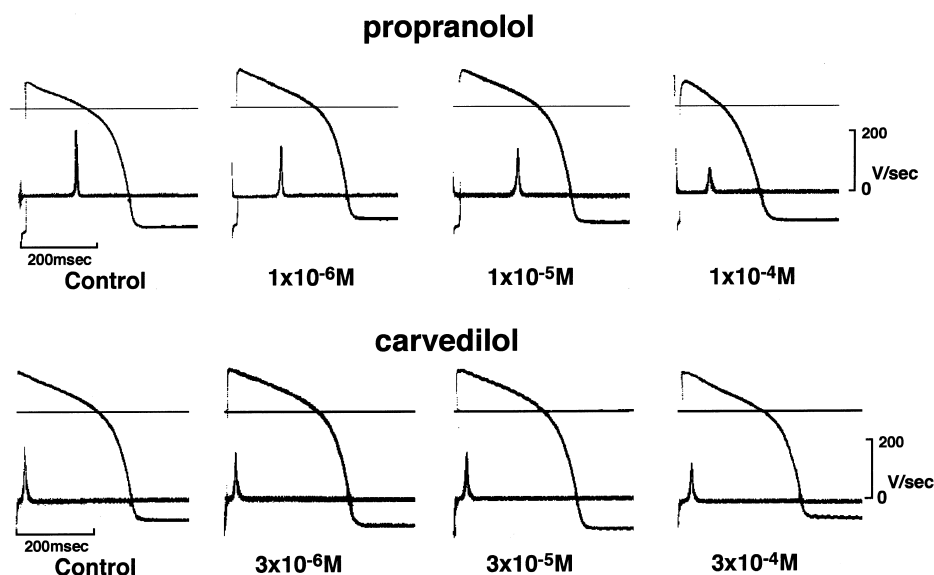 propranolol
200
V/sec
0
200msec
Control
1x10⁻⁶M
1x10⁻⁵M
1x10⁻⁴M
carvedilol
200
V/sec
0
200msec
Control
3x10⁻⁶M
3x10⁻⁵M
3x10⁻⁴M